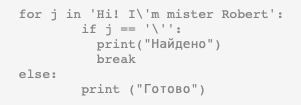 for j in 'Hi! I\'m mister Robert':
if j == '\'':
print("Найдено")
break
else:
print ("Готово")